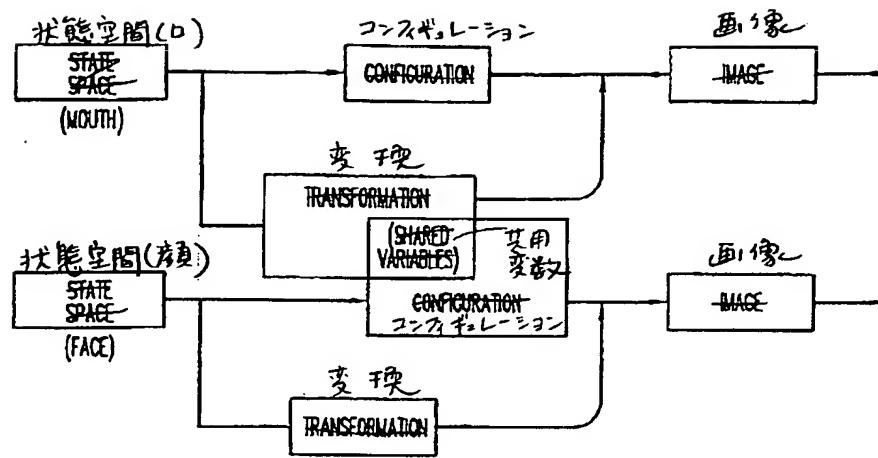 状態空間(口)
STATE
SPACE
(MOUTH)
コンフィギュレーション
CONFIGURATION
画像
IMAGE
変換
TRANSFORMATION
(SHARED
VARIABLES)
共用
変数
状態空間(顔)
STATE
SPACE
(FACE)
CONFIGURATION
コンフィギュレーション
画像
IMAGE
変換
TRANSFORMATION